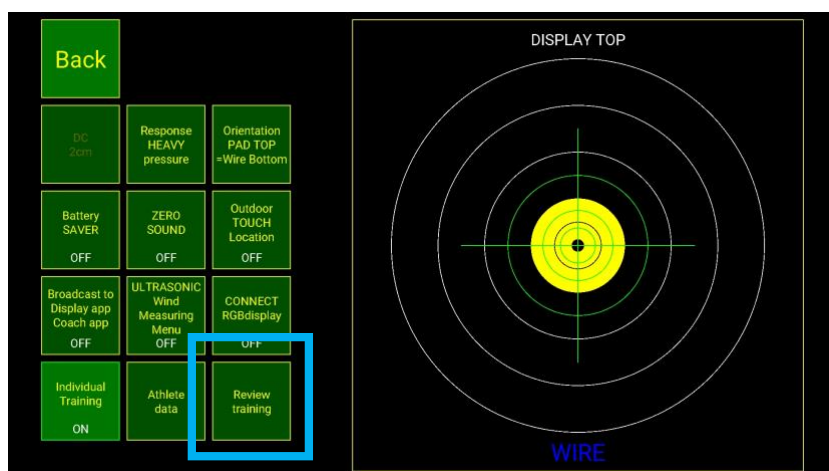 Back
DISPLAY TOP
DC
2cm
Response
HEAVY
pressure
Orientation
PAD TOP
=Wire Bottom
Battery
SAVER
OFF
ZERO
SOUND
OFF
Outdoor
TOUCH
Location
OFF
Broadcast to
Display app
Coach app
OFF
ULTRASONIC
Wind
Measuring
Menu
OFF
CONNECT
RGBdisplay
OFF
Individual
Training
ON
Athlete
data
Review
training
WIRE